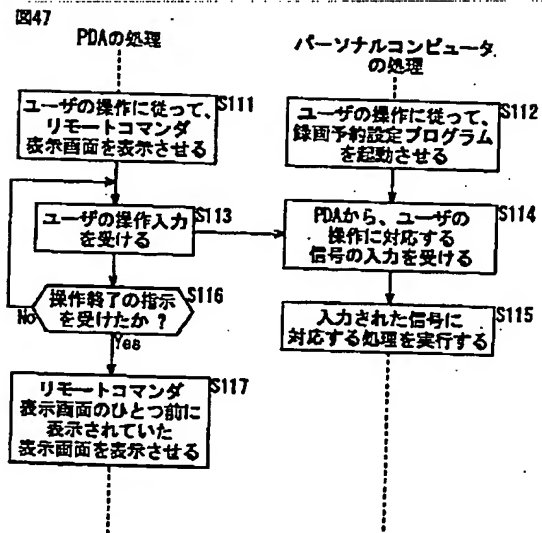 図47
PDAの処理
パーソナルコンピュータ
の処理
S111
ユーザの操作に従って、
リモートコマンダ
表示画面を表示させる
S112
ユーザの操作に従って、
録画予約設定プログラム
を起動させる
S113
ユーザの操作入力
を受ける
S114
PDAから、ユーザの
操作に対応する
信号の入力を受ける
S116
操作終了の指示
を受けたか？
No
Yes
S115
入力された信号に
対応する処理を実行する
S117
リモートコマンダ
表示画面のひとつ前に
表示されていた
表示画面を表示させる